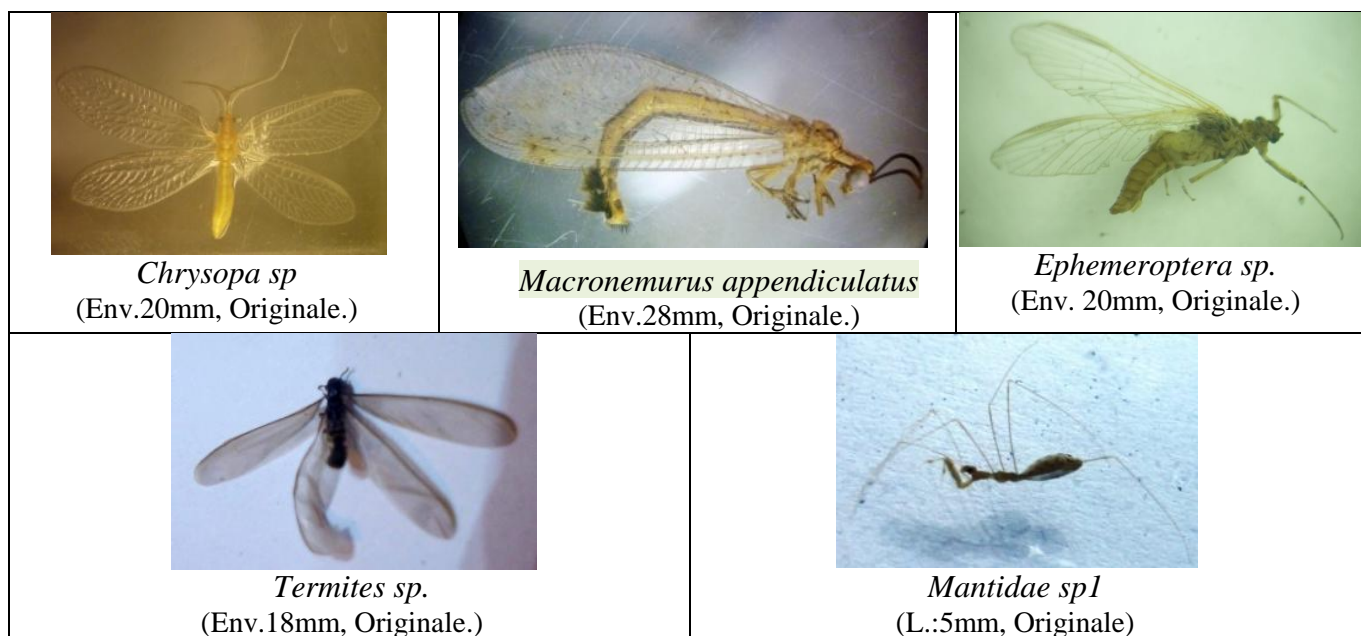 Chrysopa sp
(Env.20mm, Originale.)
Macronemurus appendiculatus
(Env.28mm, Originale.)
Ephemeroptera sp.
(Env. 20mm, Originale.)
Termites sp.
(Env.18mm, Originale.)
Mantidae sp1
(L.:5mm, Originale)